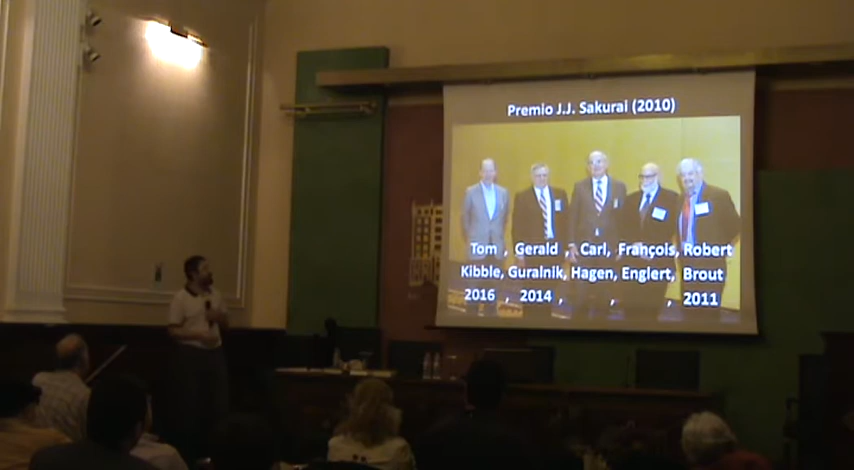 Premio J.J. Sakurai (2010)
Tom , Gerald , Carl, François, Robert
Kibble, Guralnik, Hagen, Englert, Brout
2016 , 2014 , , , 2011